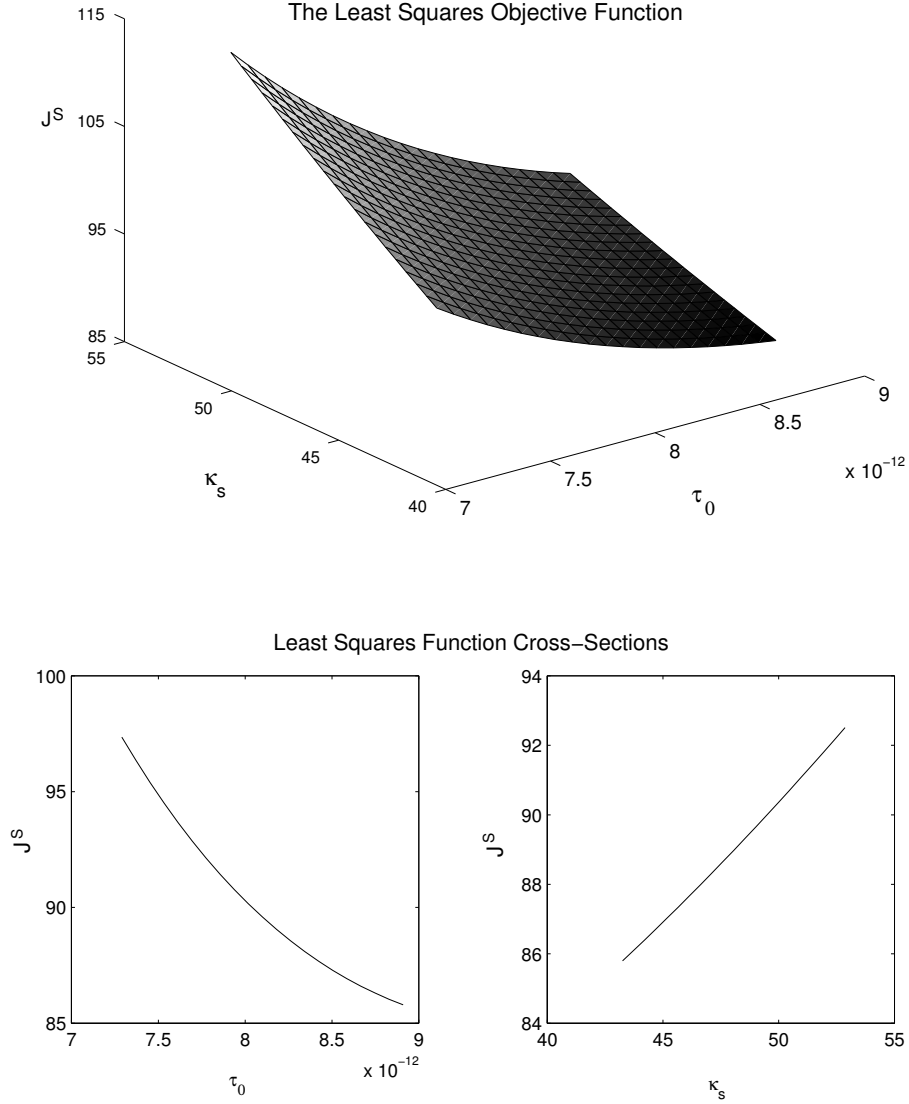 The Least Squares Objective Function
115
105
95
85
J^S
55
50
45
40
κ_s
7
7.5
8
8.5
9
x 10^−12
τ_0
Least Squares Function Cross−Sections
100
95
90
85
J^S
7
7.5
8
8.5
9
x 10^−12
τ_0
94
92
90
88
86
84
J^S
40
45
50
55
κ_s